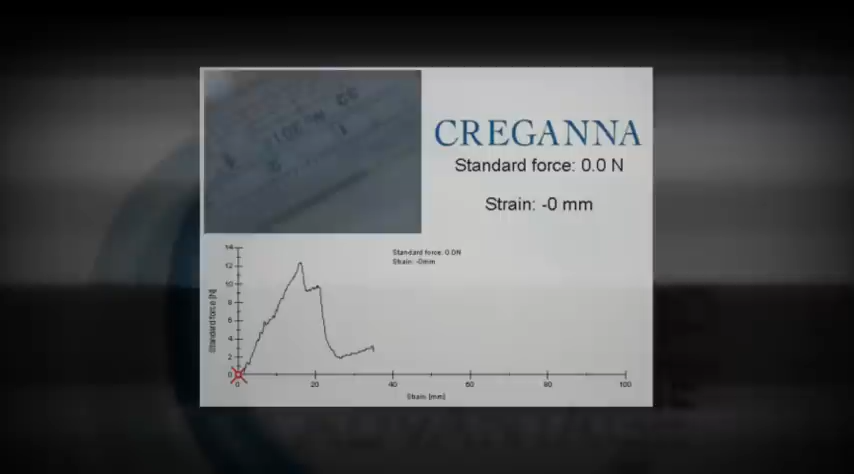 CREGANNA
Standard force: 0.0 N
Strain: -0 mm
Standard force: 0.0N
Strain: -0mm
Standard force [N]
14
12
10
8
6
4
2
0
0 20 40 60 80 100
Strain [mm]